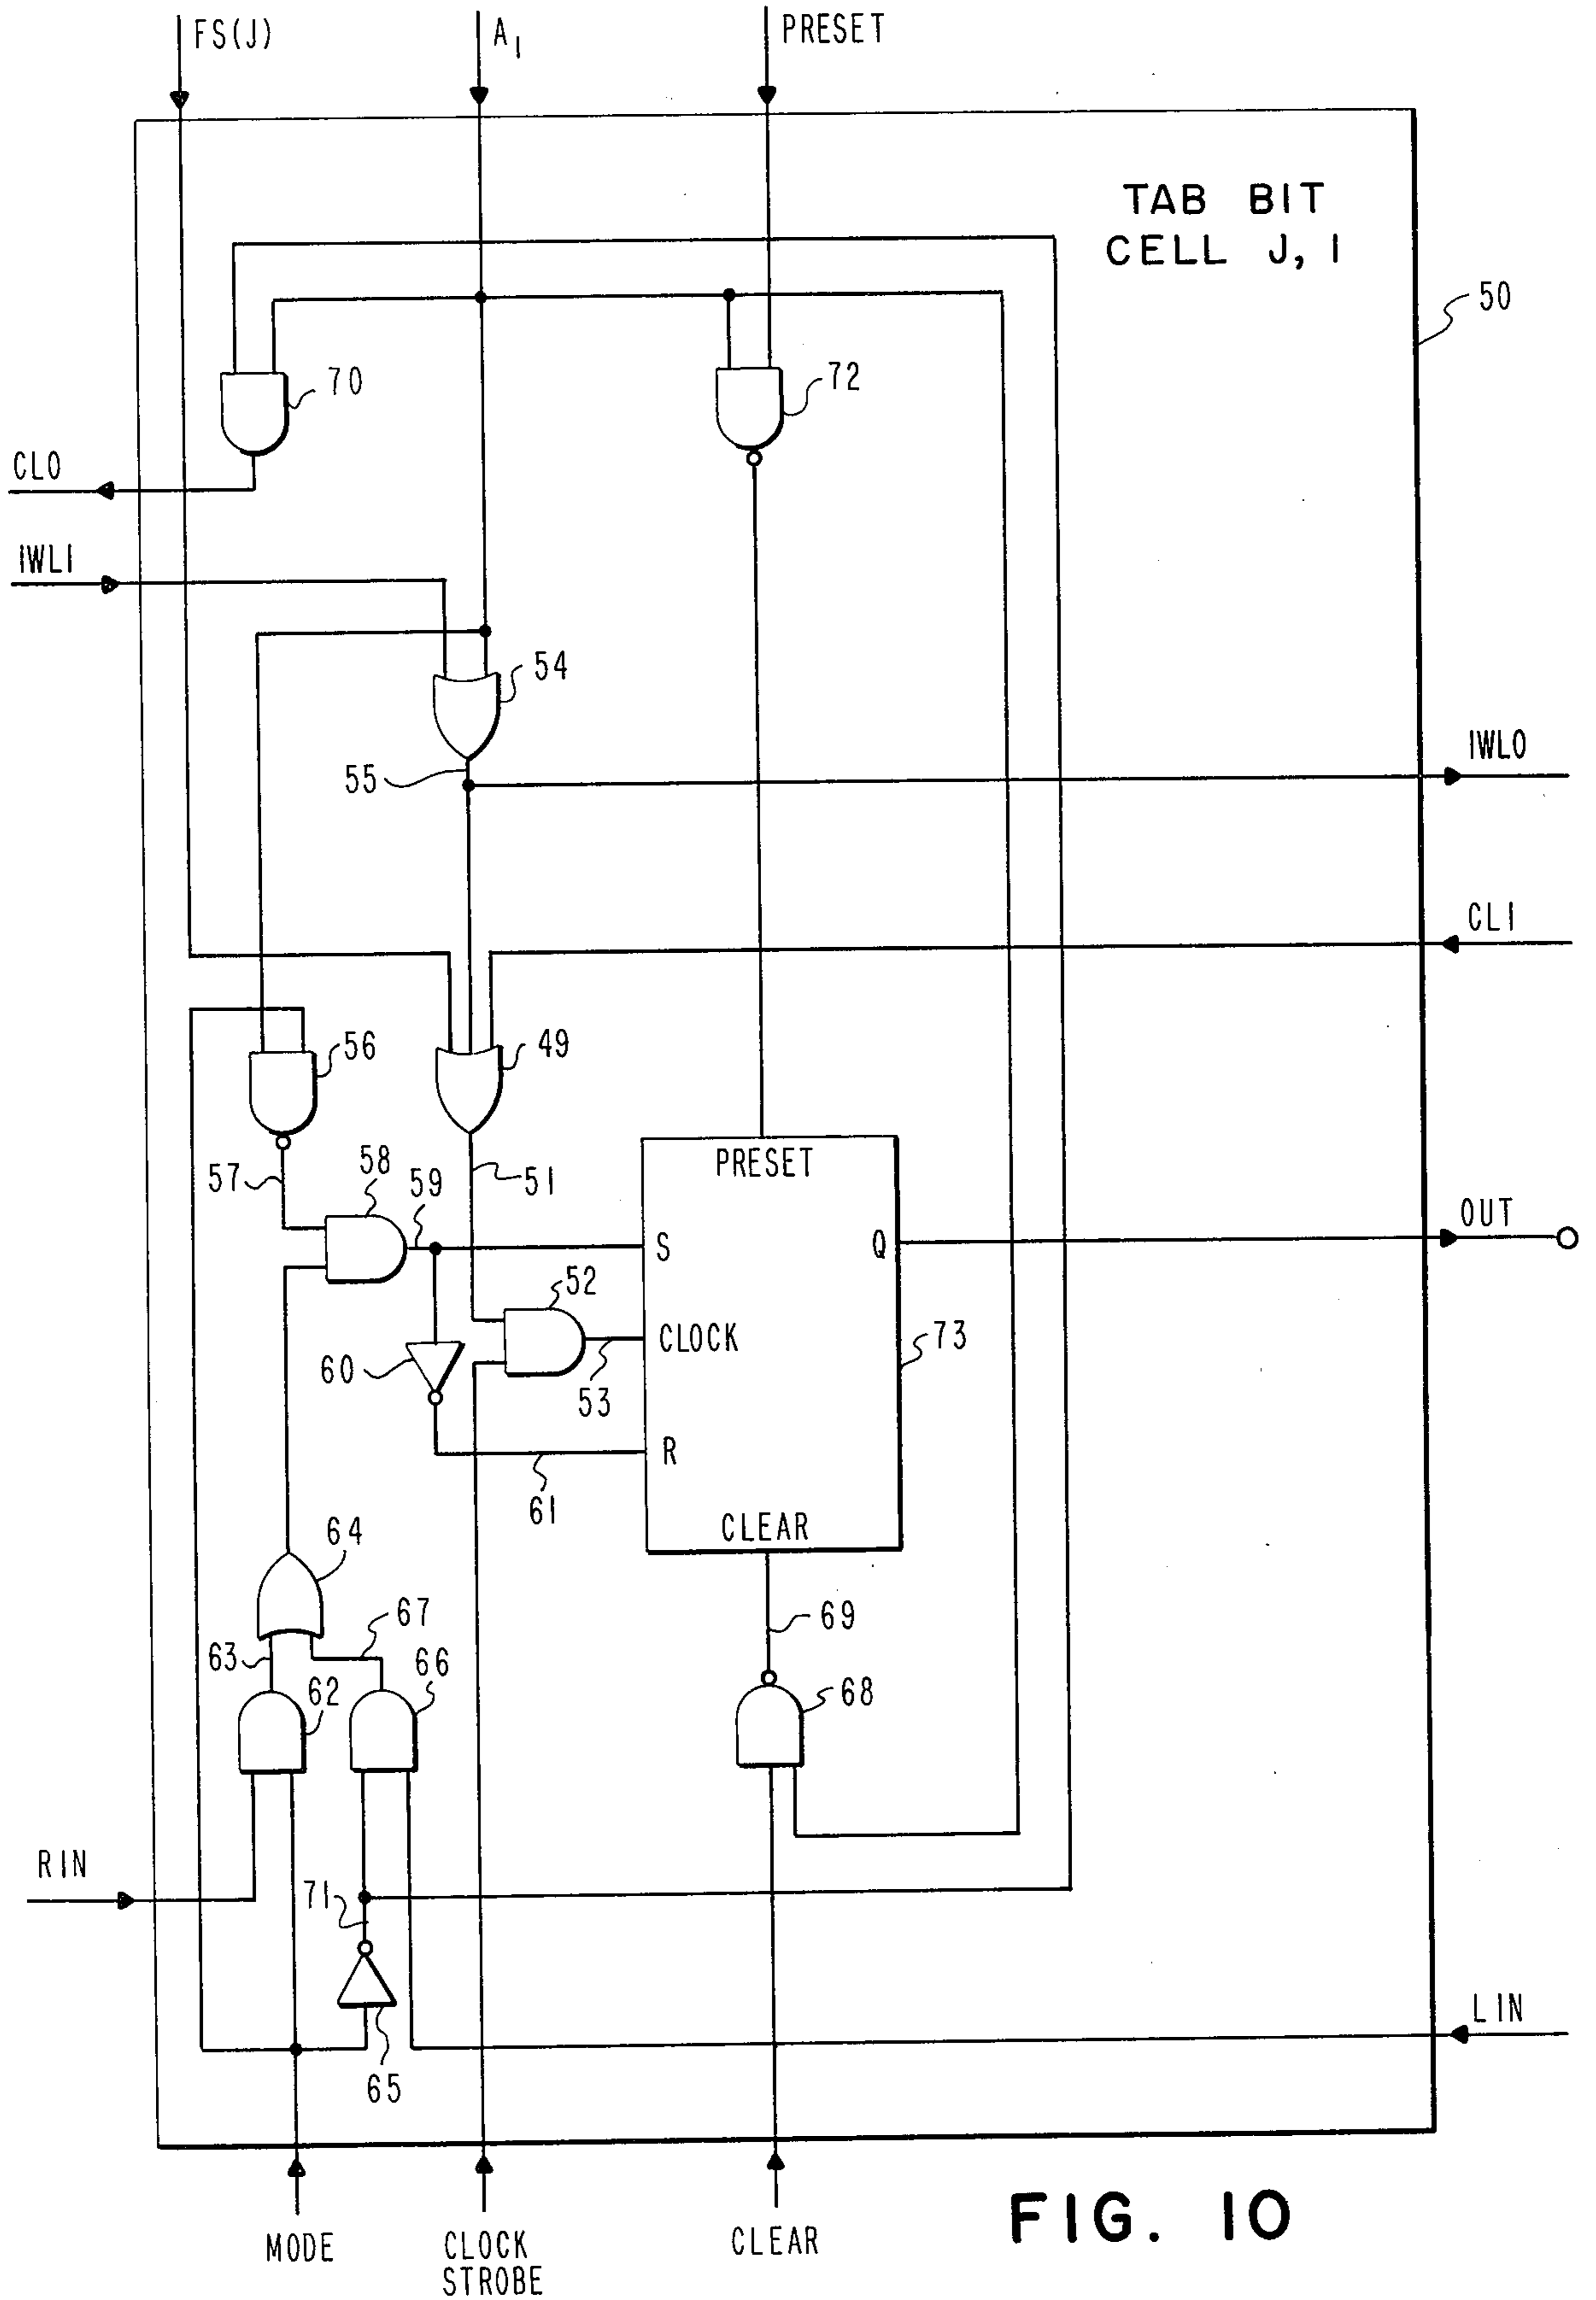 FS(J)
A1
PRESET
TAB BIT
CELL J, I
50
70
72
CLO
IWLI
54
55
IWLO
CLI
56
49
57
58
59
51
PRESET
OUT
S
Q
52
CLOCK
73
60
53
R
61
CLEAR
64
69
67
63
66
62
68
RIN
71
LIN
65
MODE
CLOCK
STROBE
CLEAR
FIG. 10